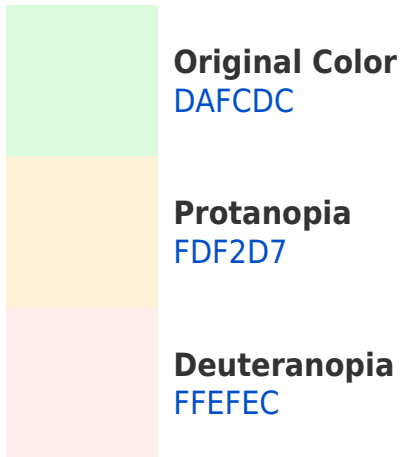 Original Color
DAFCDC
Protanopia
FDF2D7
Deuteranopia
FFEFEC